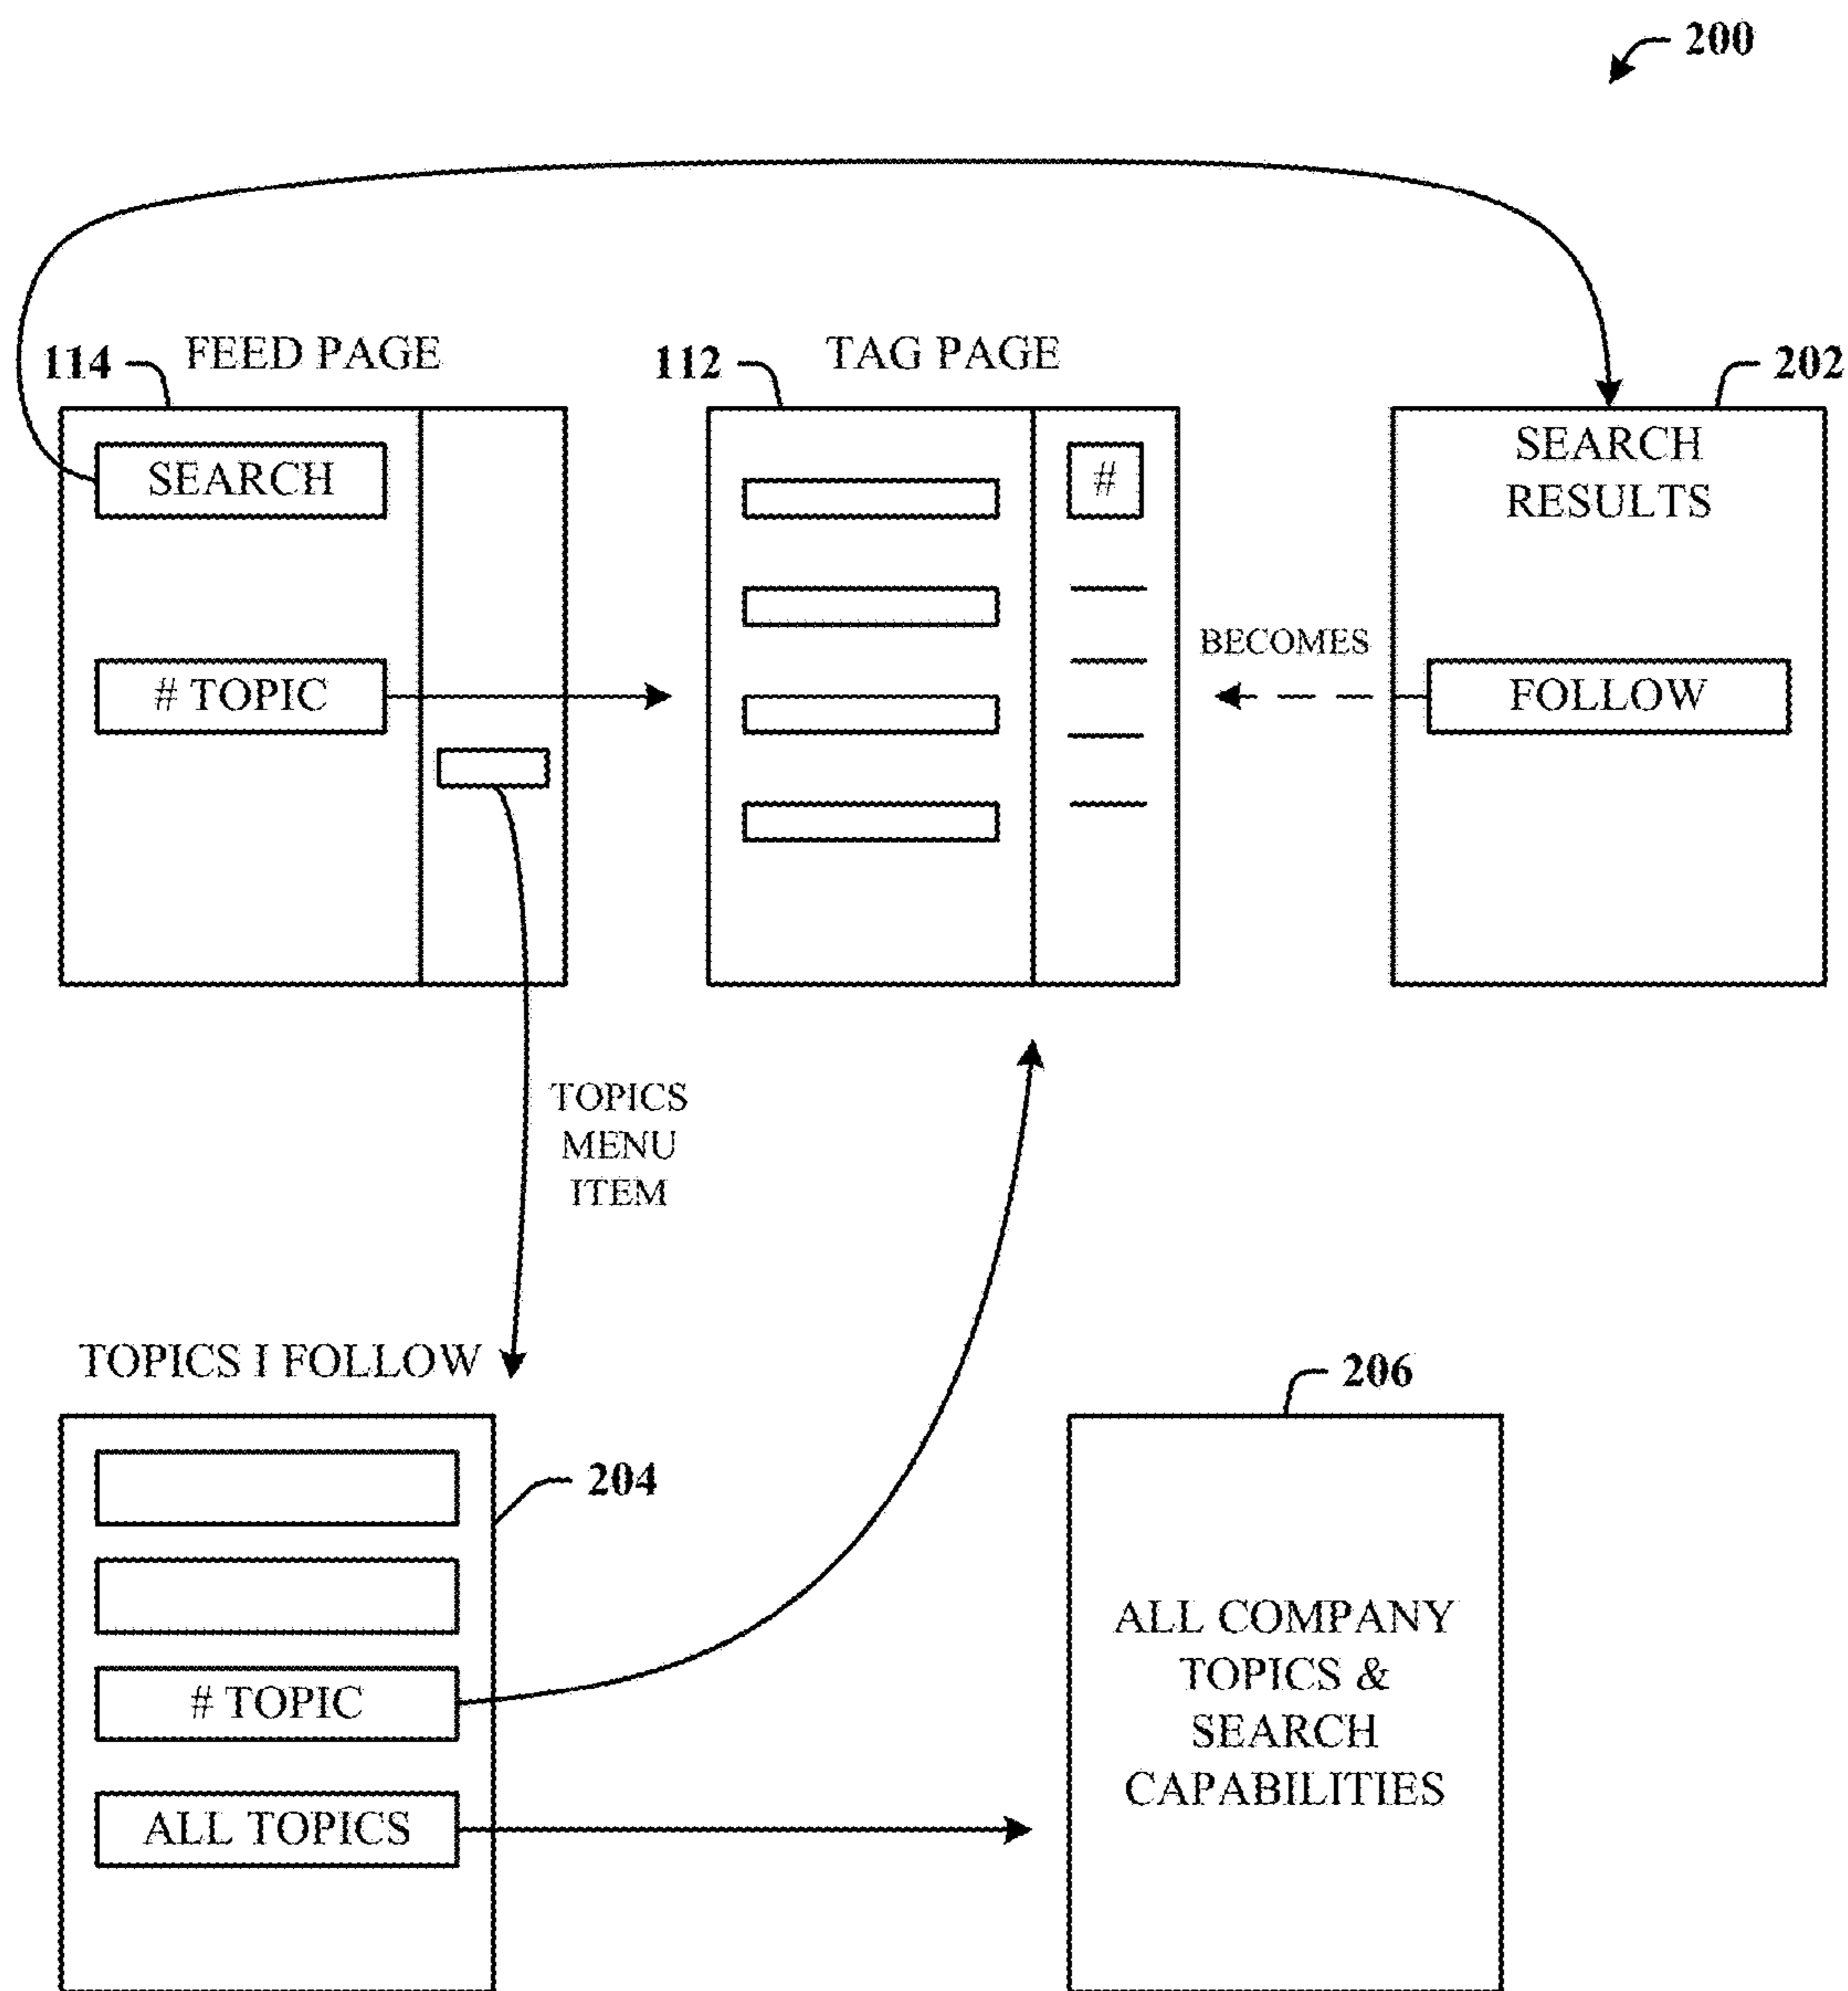 200
114
FEED PAGE
112
TAG PAGE
202
SEARCH
# TOPIC
#
BECOMES
SEARCH
RESULTS
FOLLOW
TOPICS
MENU
ITEM
TOPICS I FOLLOW
204
# TOPIC
ALL TOPICS
206
ALL COMPANY
TOPICS &
SEARCH
CAPABILITIES